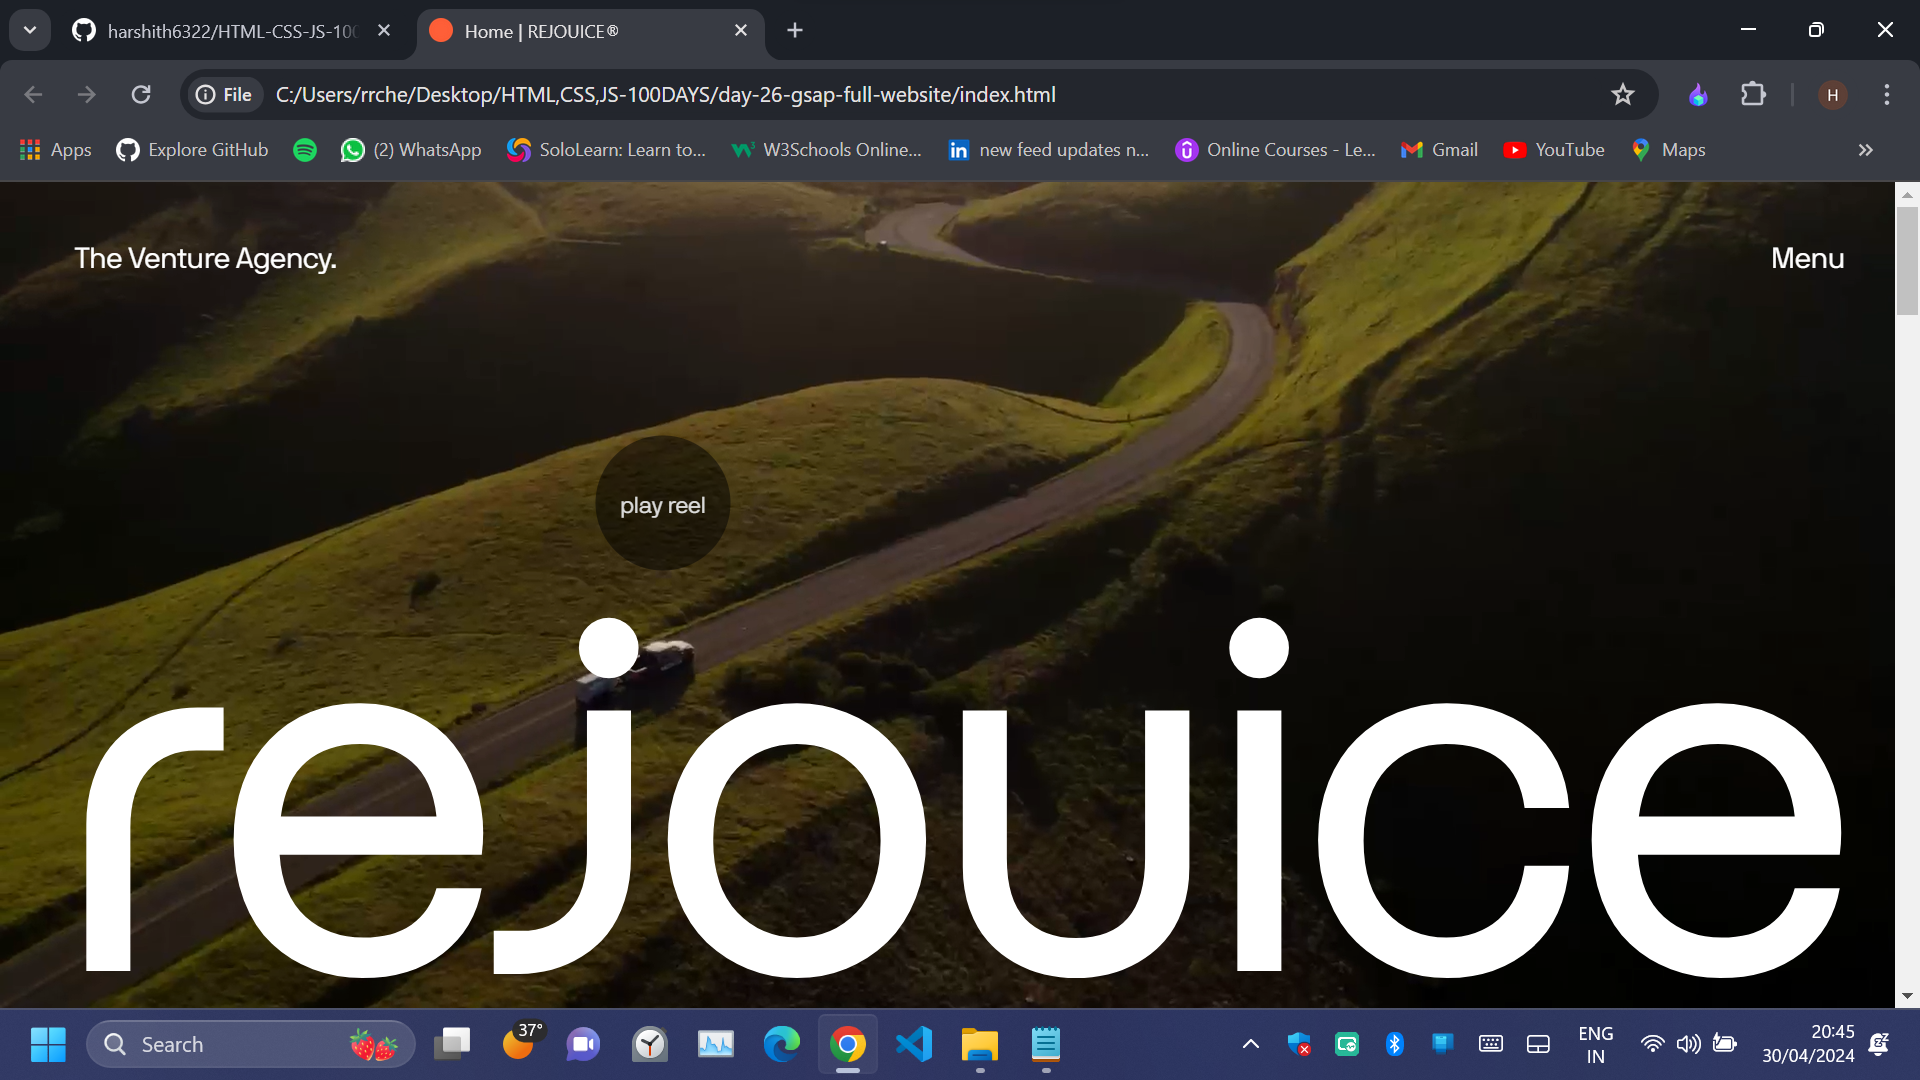 harshith6322/HTML-CSS-JS-100
Home | REJOUICE®
File
C:/Users/rrche/Desktop/HTML,CSS,JS-100DAYS/day-26-gsap-full-website/index.html
H
Apps
Explore GitHub
(2) WhatsApp
SoloLearn: Learn to...
W3Schools Online...
new feed updates n...
Online Courses - Le...
Gmail
YouTube
Maps
The Venture Agency.
Menu
play reel
rejouice
Search
37°
ENG
IN
20:45
30/04/2024